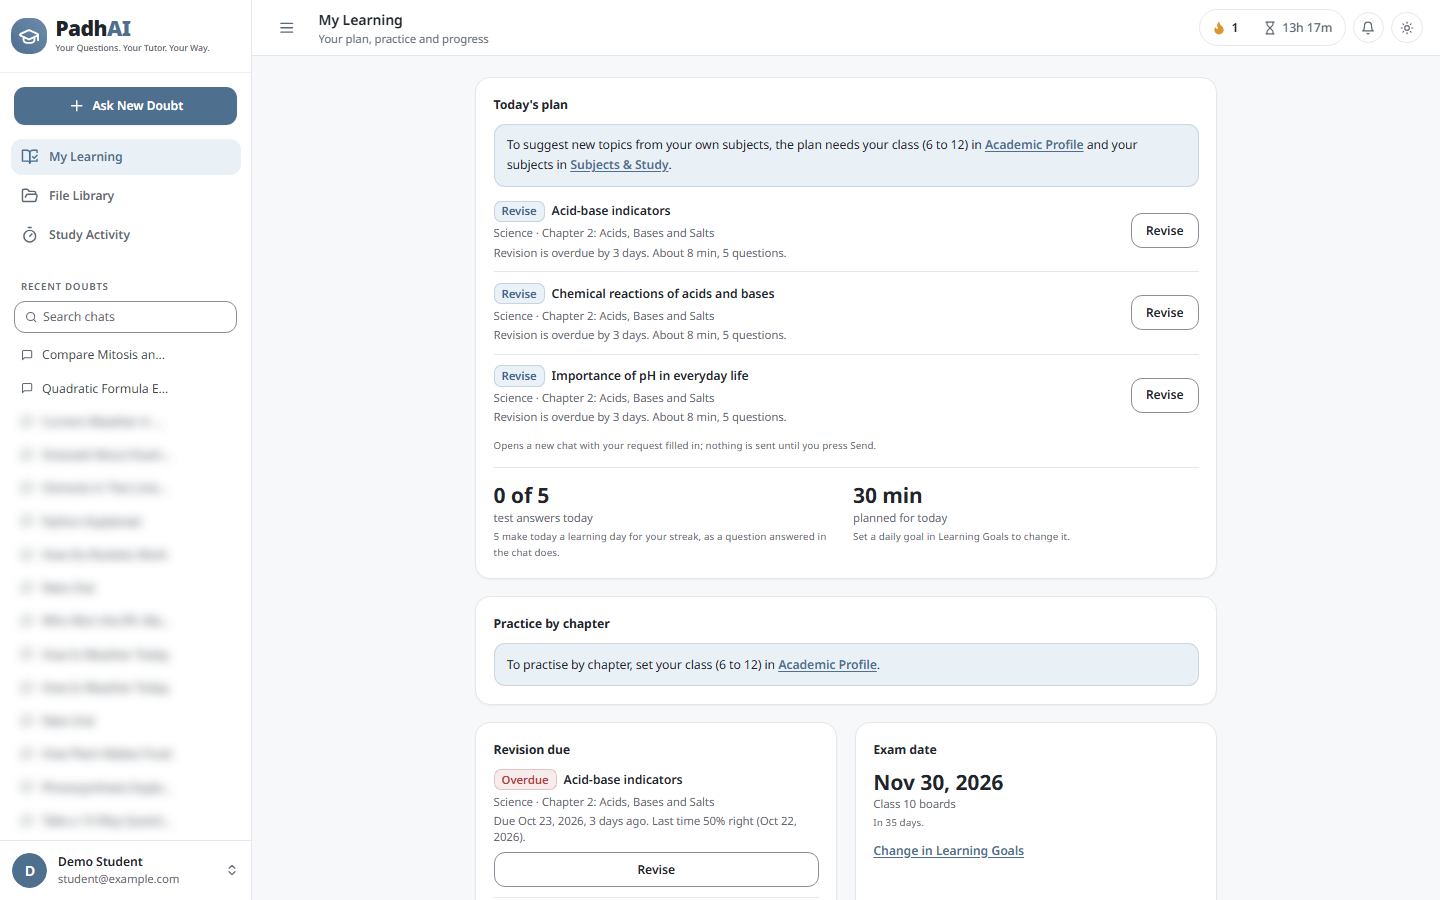 PadhAI
Your Questions. Your Tutor. Your Way.
Ask New Doubt
My Learning
File Library
Study Activity
RECENT DOUBTS
Search chats
Compare Mitosis an...
Quadratic Formula E...
D
Demo Student
student@example.com
My Learning
Your plan, practice and progress
1
13h 17m
Today's plan
To suggest new topics from your own subjects, the plan needs your class (6 to 12) in Academic Profile and your
subjects in Subjects & Study.
Revise Acid-base indicators
Science · Chapter 2: Acids, Bases and Salts
Revision is overdue by 3 days. About 8 min, 5 questions.
Revise
Revise Chemical reactions of acids and bases
Science · Chapter 2: Acids, Bases and Salts
Revision is overdue by 3 days. About 8 min, 5 questions.
Revise
Revise Importance of pH in everyday life
Science · Chapter 2: Acids, Bases and Salts
Revision is overdue by 3 days. About 8 min, 5 questions.
Revise
Opens a new chat with your request filled in; nothing is sent until you press Send.
0 of 5
test answers today
5 make today a learning day for your streak, as a question answered in
the chat does.
30 min
planned for today
Set a daily goal in Learning Goals to change it.
Practice by chapter
To practise by chapter, set your class (6 to 12) in Academic Profile.
Revision due
Overdue Acid-base indicators
Science · Chapter 2: Acids, Bases and Salts
Due Oct 23, 2026, 3 days ago. Last time 50% right (Oct 22,
2026).
Revise
Exam date
Nov 30, 2026
Class 10 boards
In 35 days.
Change in Learning Goals